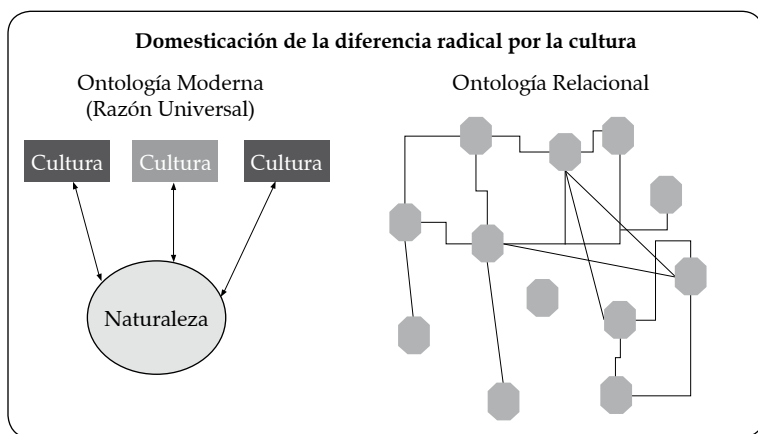 Domesticación de la diferencia radical por la cultura
Ontología Moderna
(Razón Universal)
Cultura
Cultura
Cultura
Naturaleza
Ontología Relacional